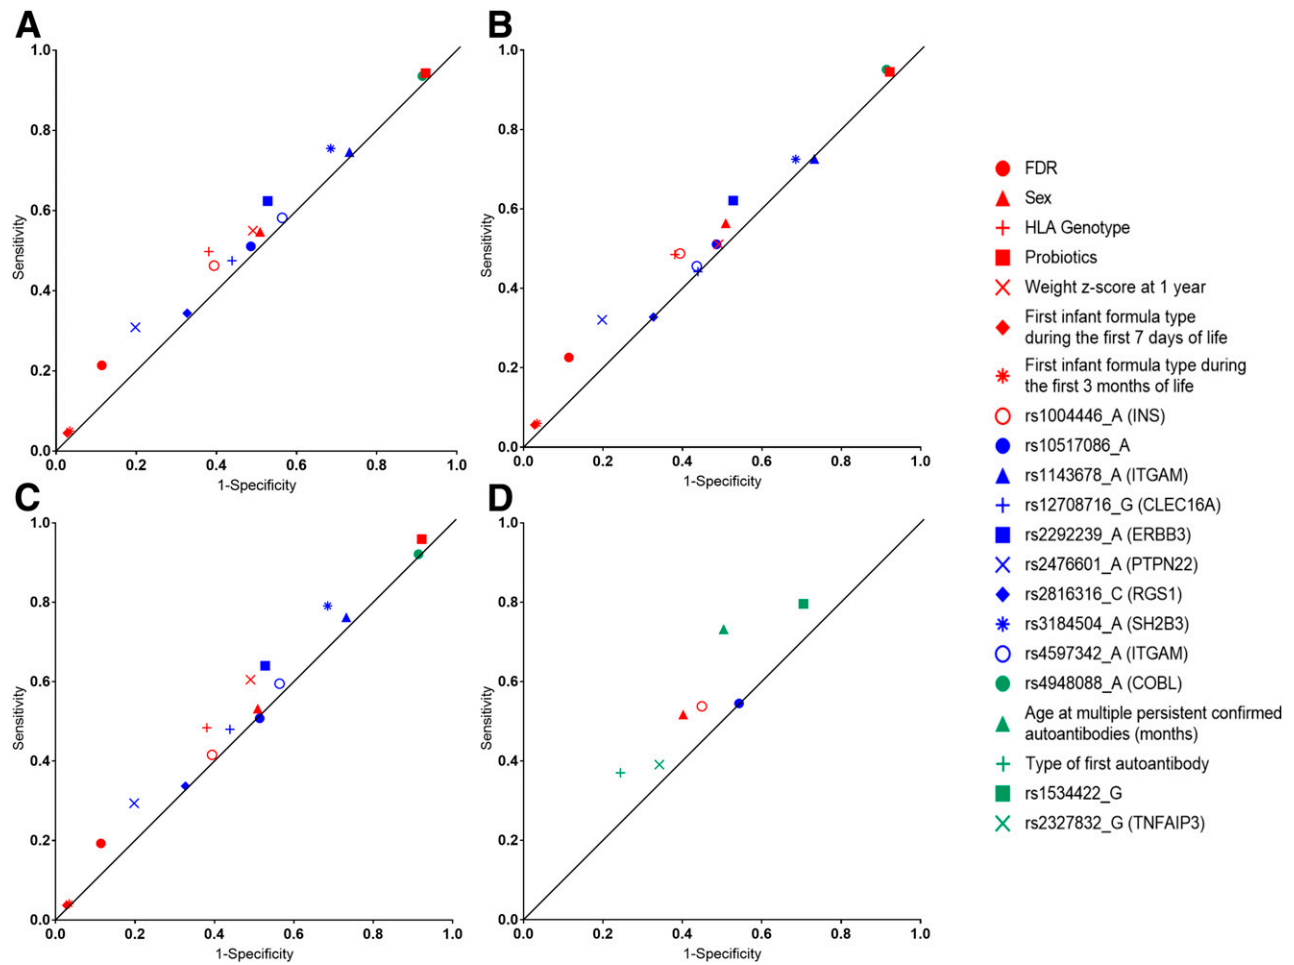 A
B
1.0
0.8
0.6
0.4
0.2
0.0
Sensitivity
0.0 0.2 0.4 0.6 0.8 1.0
1-Specificity
1.0
0.8
0.6
0.4
0.2
0.0
Sensitivity
0.0 0.2 0.4 0.6 0.8 1.0
1-Specificity
C
D
1.0
0.8
0.6
0.4
0.2
0.0
Sensitivity
0.0 0.2 0.4 0.6 0.8 1.0
1-Specificity
1.0
0.8
0.6
0.4
0.2
0.0
Sensitivity
0.0 0.2 0.4 0.6 0.8 1.0
1-Specificity
FDR
Sex
HLA Genotype
Probiotics
Weight z-score at 1 year
First infant formula type
during the first 7 days of life
First infant formula type during
the first 3 months of life
rs1004446_A (INS)
rs10517086_A
rs1143678_A (ITGAM)
rs12708716_G (CLEC16A)
rs2292239_A (ERBB3)
rs2476601_A (PTPN22)
rs2816316_C (RGS1)
rs3184504_A (SH2B3)
rs4597342_A (ITGAM)
rs4948088_A (COBL)
Age at multiple persistent confirmed
autoantibodies (months)
Type of first autoantibody
rs1534422_G
rs2327832_G (TNFAIP3)